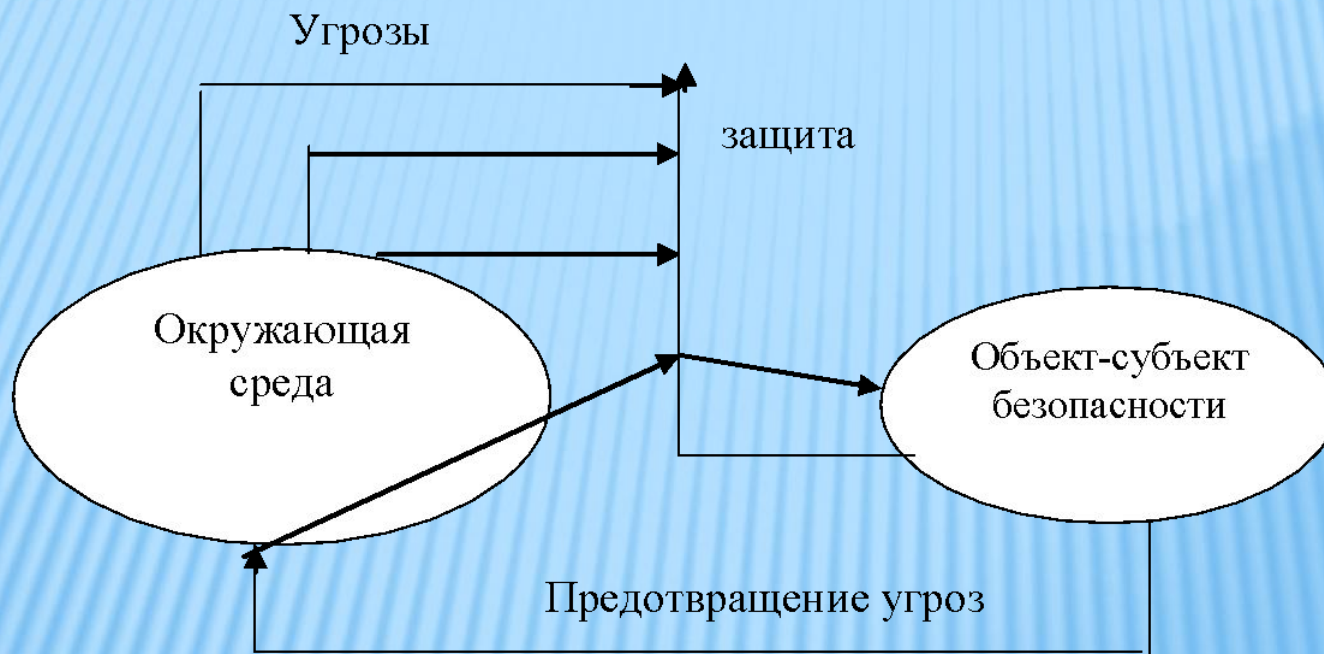 Угрозы
защита
Окружающая
среда
Объект-субъект
безопасности
Предотвращение угроз